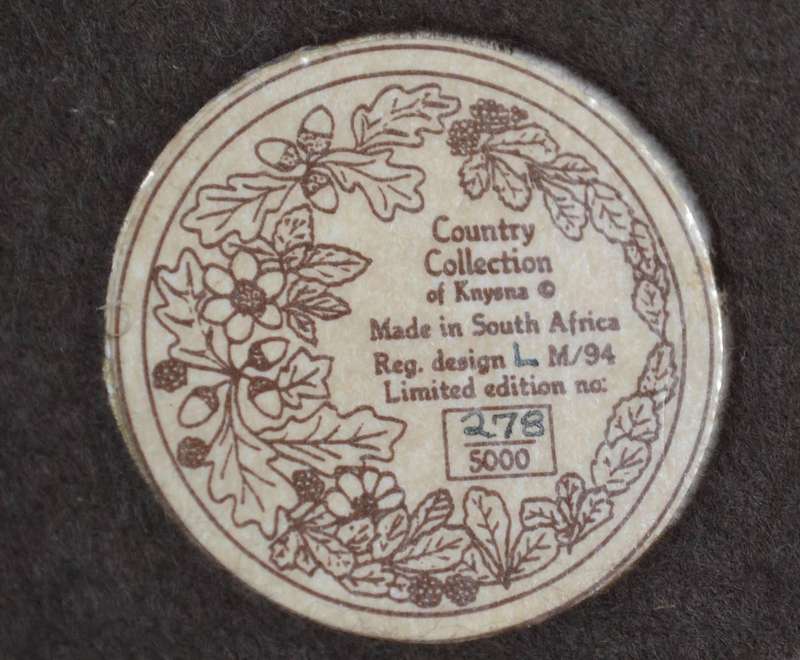 Country
Collection
of Knysna ©
Made in South Africa
Reg. design L M/94
Limited edition no:
278
5000